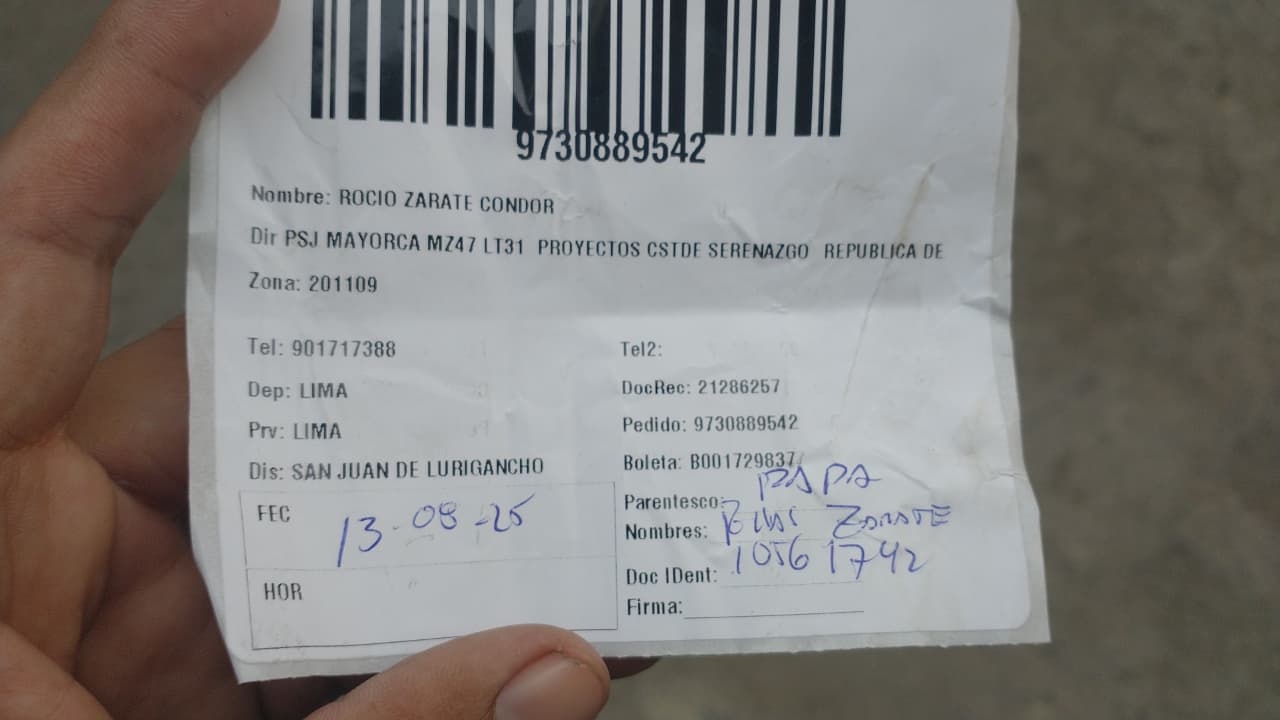 9730889542
Nombre: ROCIO ZARATE CONDOR
Dir PSJ MAYORCA MZ47 LT31 PROYECTOS CSTDE SERENAZGO REPUBLICA DE
Zona: 201109
Tel: 901717388
Tel2:
Dep: LIMA
DocRec: 21286257
Prv: LIMA
Pedido: 9730889542
Dis: SAN JUAN DE LURIGANCHO
Boleta: B001729837
FEC 13-08-25
Parentesco: PAPA
Nombres: ZARATE
HOR
Doc IDent: 10561742
Firma: